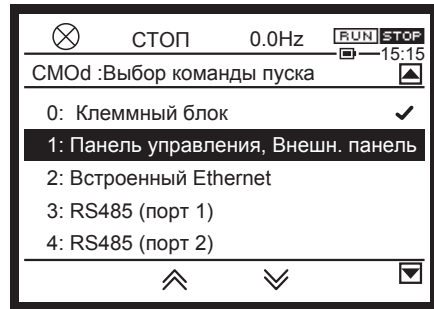 СТОП 0.0Hz RUN STOP
15:15
CMOd :Выбор команды пуска
0: Клеммный блок
1: Панель управления, Внешн. панель
2: Встроенный Ethernet
3: RS485 (порт 1)
4: RS485 (порт 2)